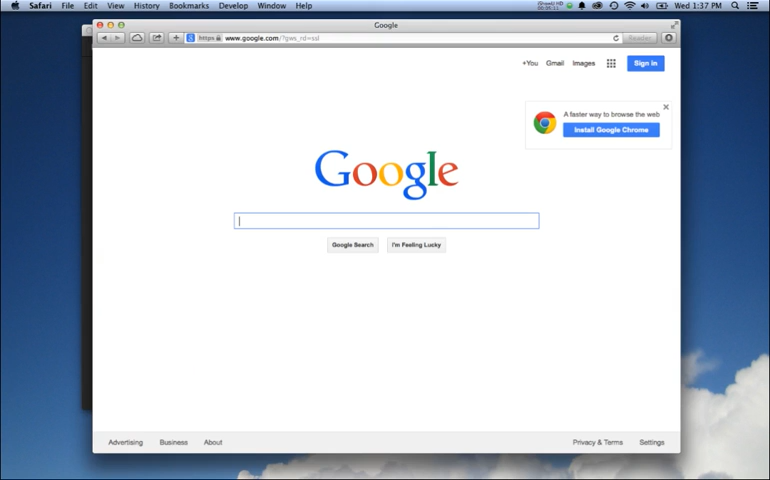 Safari File Edit View History Bookmarks Develop Window Help Wed 1:37 PM
Google
https www.google.com/?gws_rd=ssl Reader
+You Gmail Images Sign in
A faster way to browse the web
Install Google Chrome
Google
Google Search I'm Feeling Lucky
Advertising Business About Privacy & Terms Settings